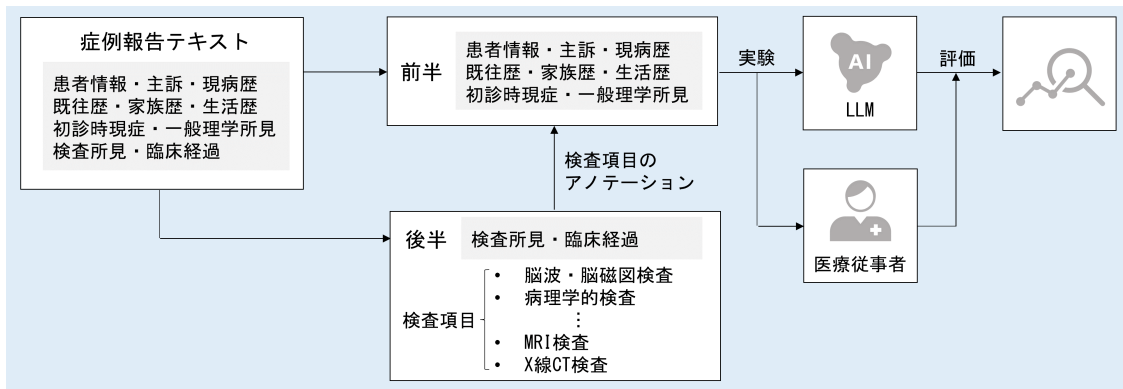 症例報告テキスト
患者情報・主訴・現病歴
既往歴・家族歴・生活歴
初診時現症・一般理学所見
検査所見・臨床経過
前半
患者情報・主訴・現病歴
既往歴・家族歴・生活歴
初診時現症・一般理学所見
実験
AI
LLM
評価
検査項目の
アノテーション
医療従事者
後半
検査所見・臨床経過
検査項目
• 脳波・脳磁図検査
• 病理学的検査
⋮
• MRI検査
• X線CT検査